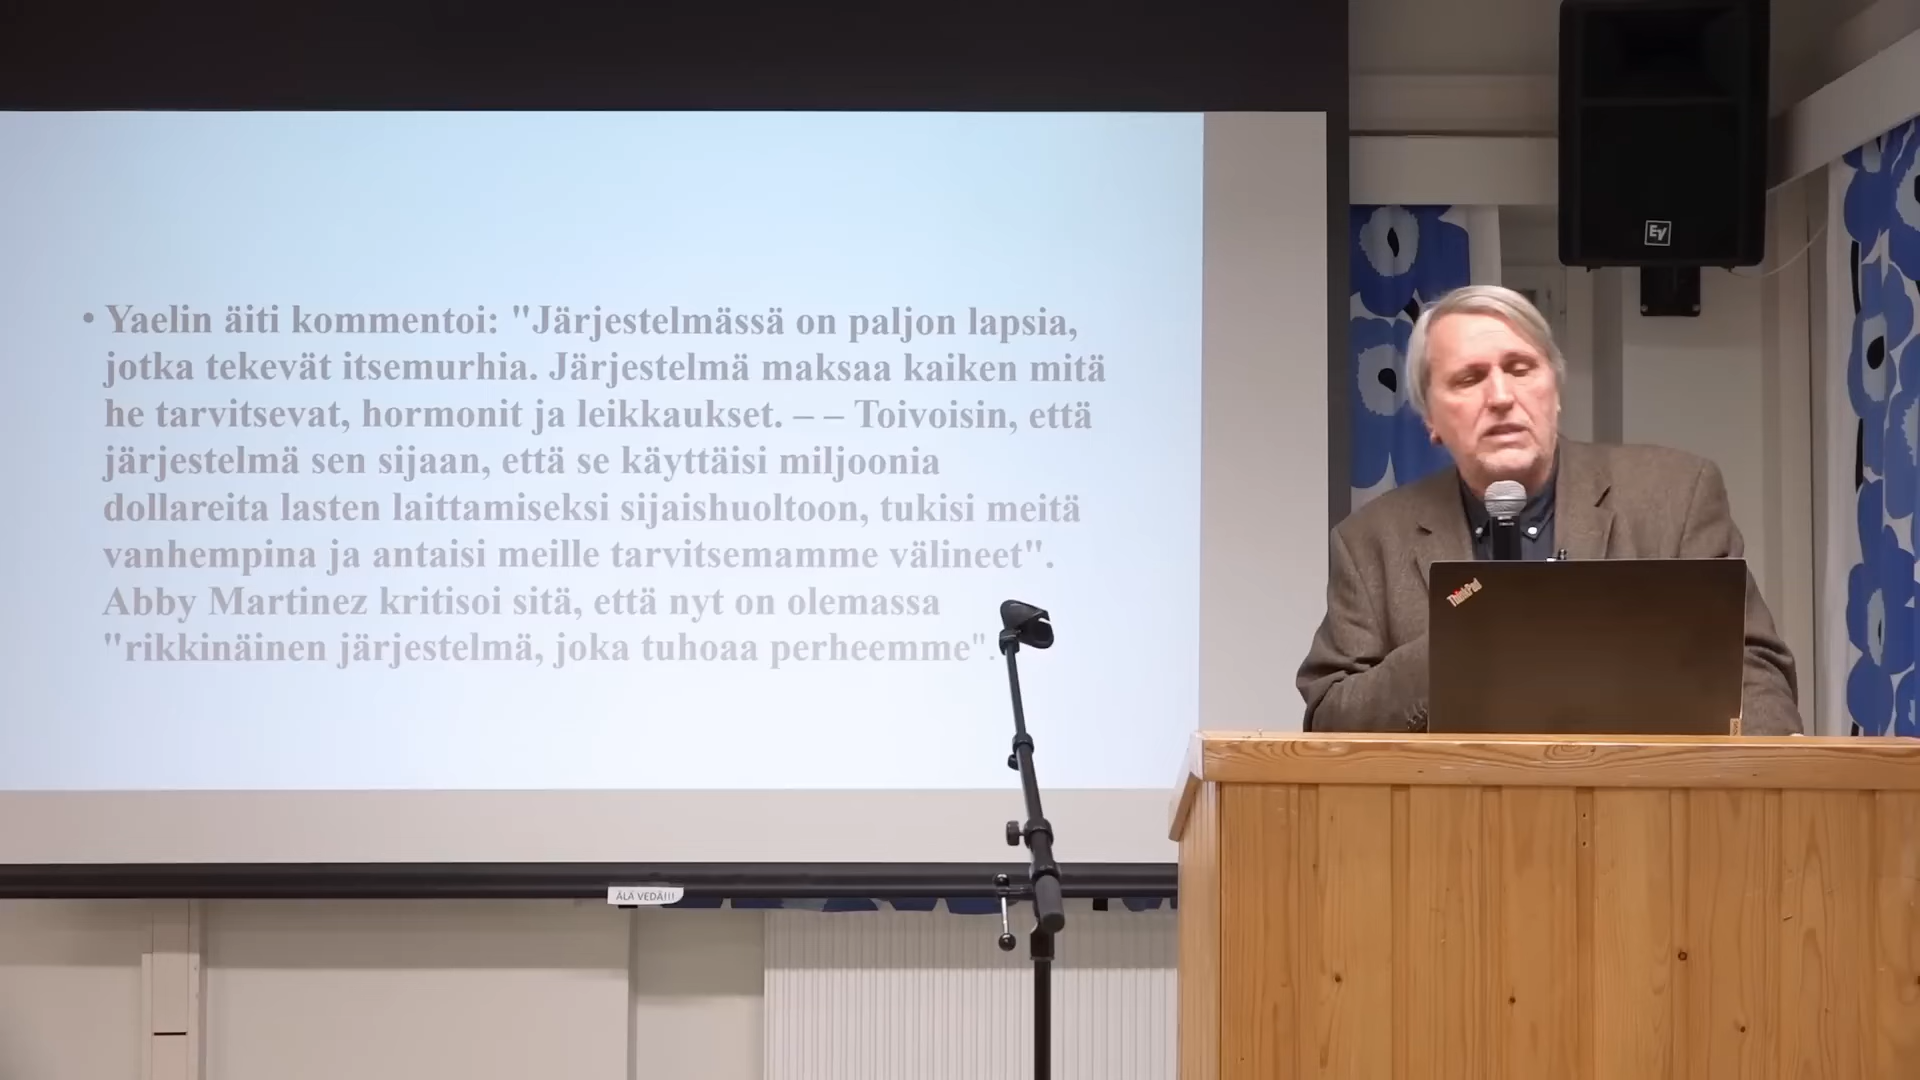 • Yaelin äiti kommentoi: "Järjestelmässä on paljon lapsia,
jotka tekevät itsemurhia. Järjestelmä maksaa kaiken mitä
he tarvitsevat, hormonit ja leikkaukset. – – Toivoisin, että
järjestelmä sen sijaan, että se käyttäisi miljoonia
dollareita lasten laittamiseksi sijaishuoltoon, tukisi meitä
vanhempina ja antaisi meille tarvitsemamme välineet".
Abby Martinez kritisoi sitä, että nyt on olemassa
"rikkinäinen järjestelmä, joka tuhoaa perheemme".
EV
ThinkPad
ÄLÄ VEDÄ!!!